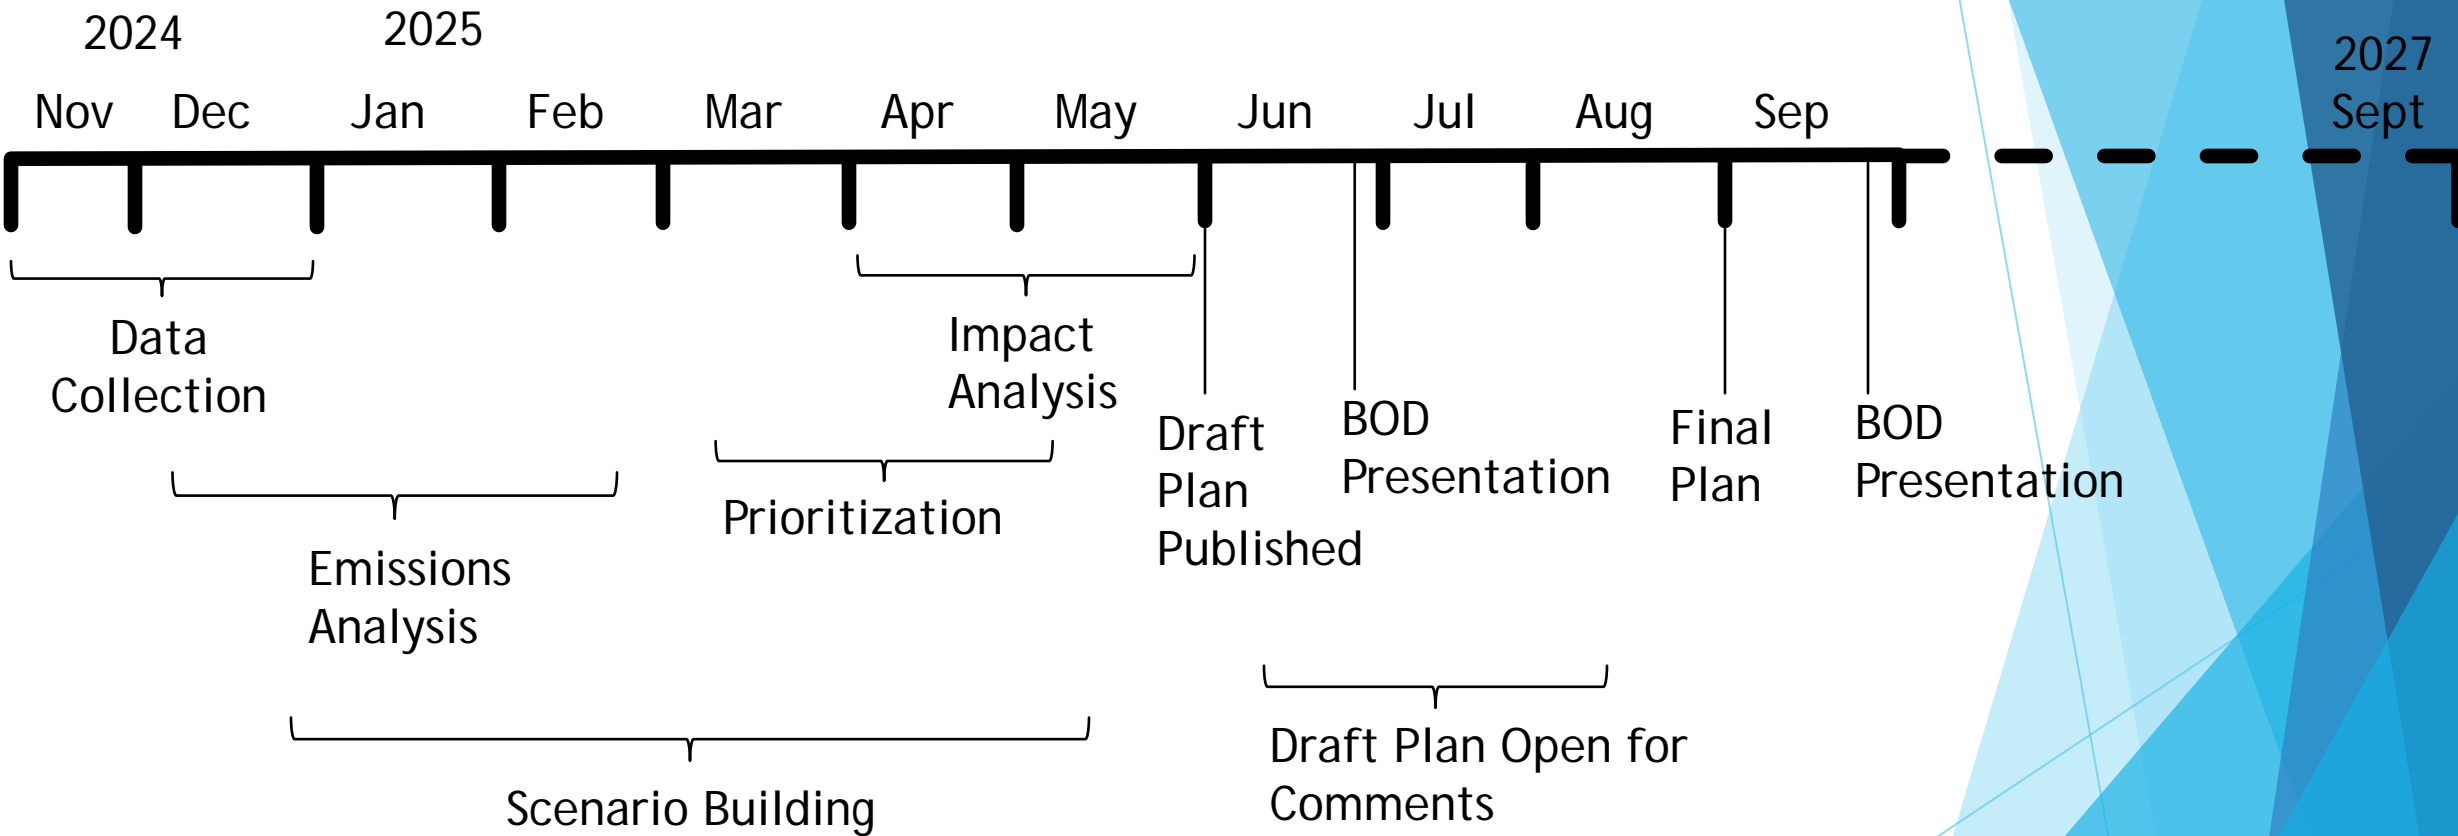 2024
2025
2027
Nov Dec Jan Feb Mar Apr May Jun Jul Aug Sep Sept
Data
Collection
Impact
Analysis
Draft
Plan
Published
BOD
Presentation
Final
Plan
BOD
Presentation
Prioritization
Emissions
Analysis
Draft Plan Open for
Comments
Scenario Building